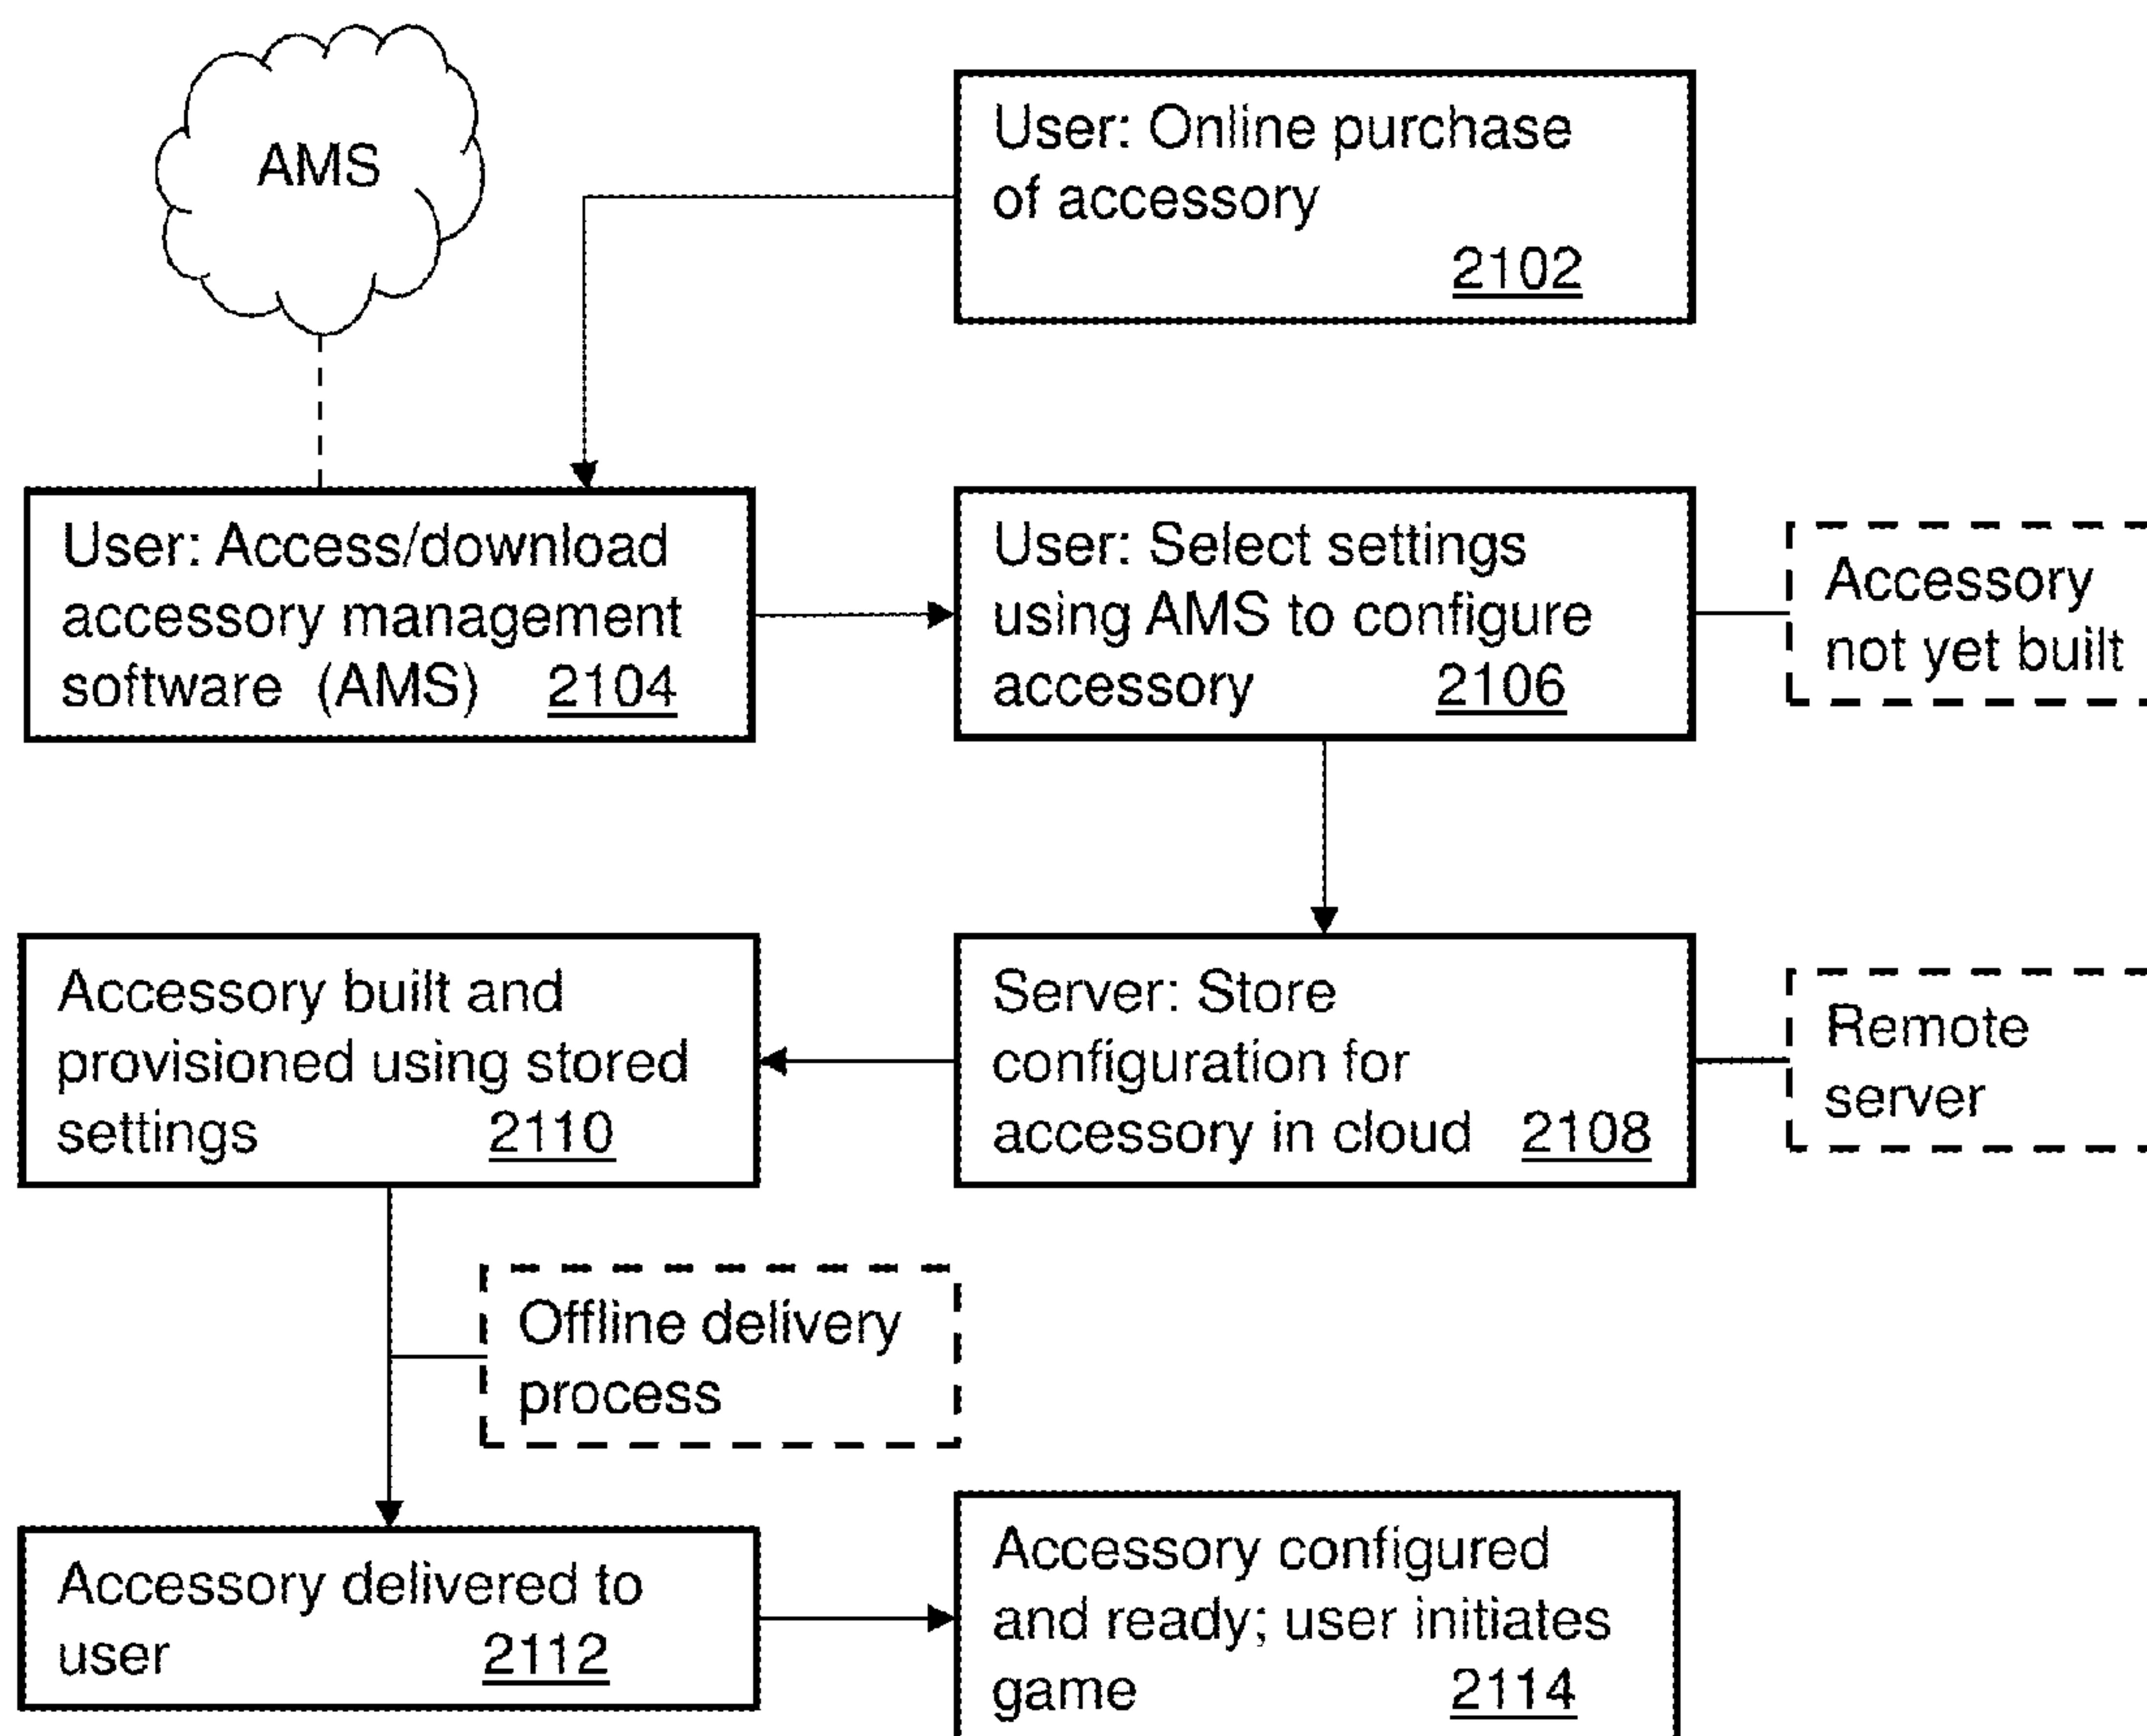 AMS
User: Online purchase
of accessory
2102
User: Access/download
accessory management
software (AMS) 2104
User: Select settings
using AMS to configure
accessory 2106
Accessory
not yet built
Accessory built and
provisioned using stored
settings 2110
Server: Store
configuration for
accessory in cloud 2108
Remote
server
Offline delivery
process
Accessory delivered to
user 2112
Accessory configured
and ready; user initiates
game 2114